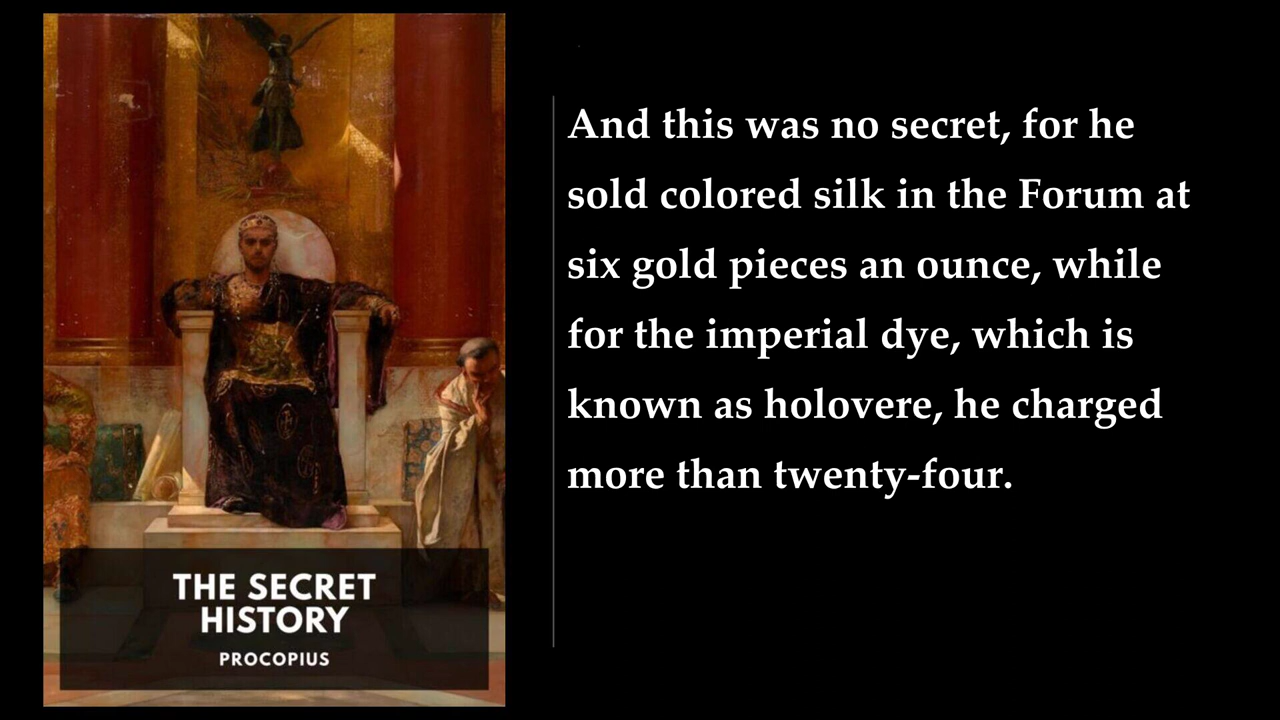 THE SECRET
HISTORY
PROCOPIUS
And this was no secret, for he
sold colored silk in the Forum at
six gold pieces an ounce, while
for the imperial dye, which is
known as holovere, he charged
more than twenty-four.